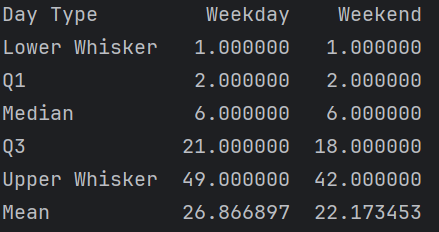 Day Type Weekday Weekend
Lower Whisker 1.000000 1.000000
Q1 2.000000 2.000000
Median 6.000000 6.000000
Q3 21.000000 18.000000
Upper Whisker 49.000000 42.000000
Mean 26.866897 22.173453